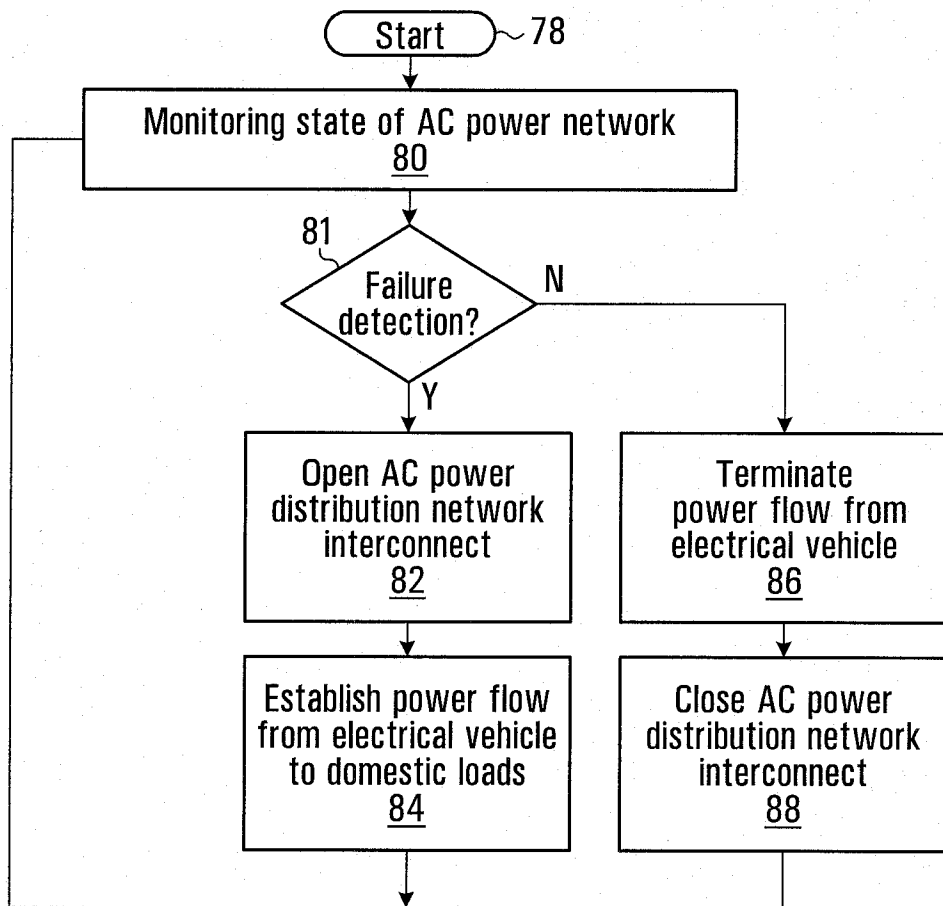 Start
78
Monitoring state of AC power network
80
81
Failure
detection?
N
Y
Open AC power
distribution network
interconnect
82
Terminate
power flow from
electrical vehicle
86
Establish power flow
from electrical vehicle
to domestic loads
84
Close AC power
distribution network
interconnect
88